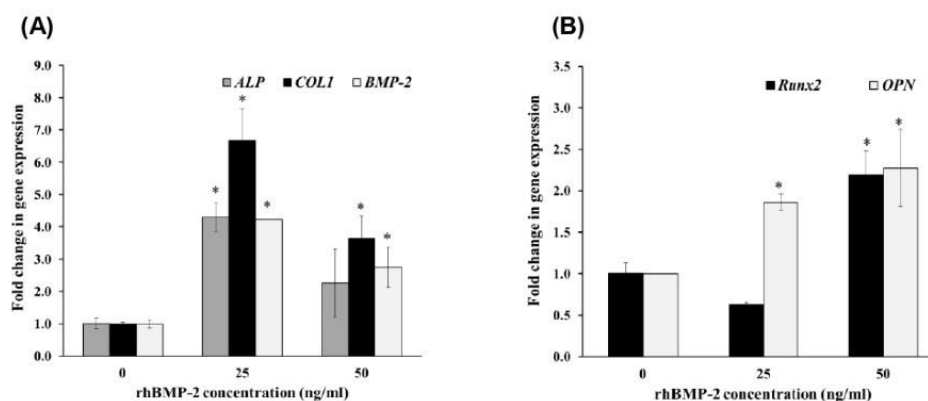 (A)
Fold change in gene expression
9.0
8.0
7.0
6.0
5.0
4.0
3.0
2.0
1.0
0.0
ALP COL1 BMP-2
*
*
*
*
*
0 25 50
rhBMP-2 concentration (ng/ml)
(B)
Fold change in gene expression
3.5
3.0
2.5
2.0
1.5
1.0
0.5
0.0
Runx2 OPN
*
*
*
0 25 50
rhBMP-2 concentration (ng/ml)